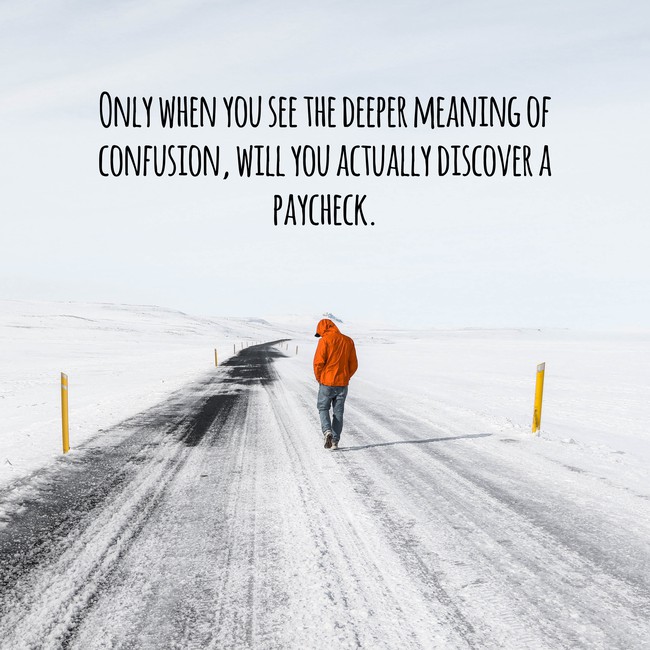 Only when you see the deeper meaning of
confusion, will you actually discover a
paycheck.